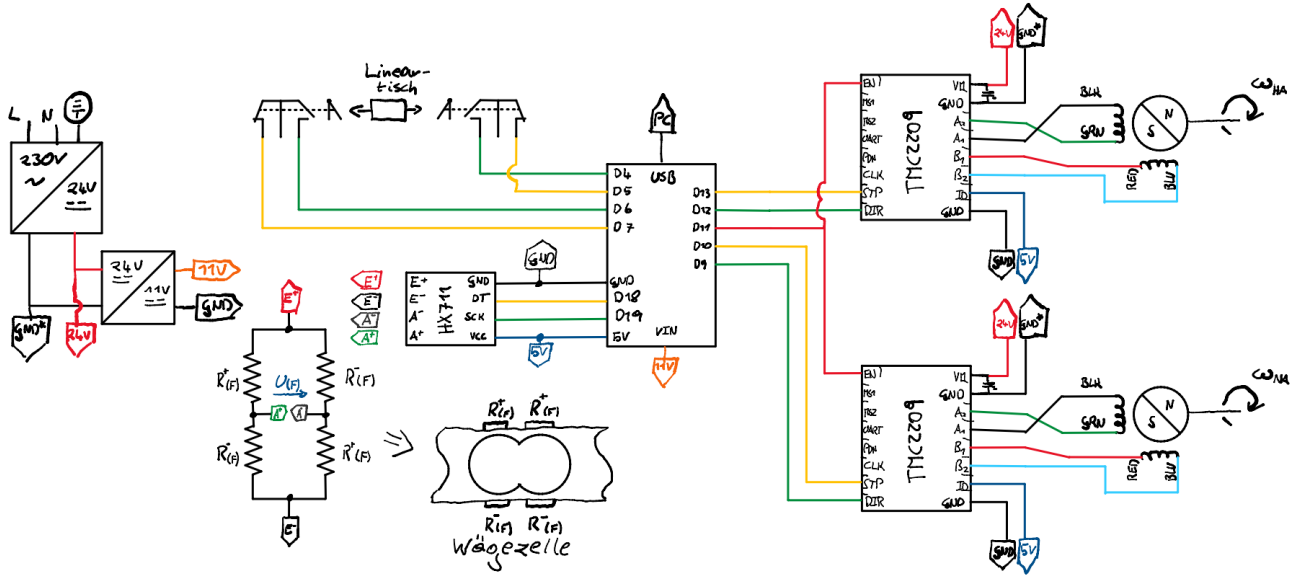 L N
230V
~
24V
24V
11V
11V
GND
GND*
24V
Linear-
tisch
PC
USB
D4
D5
D6
D7
GND
D18
D19
5V
VIN
11V
D13
D12
D11
D10
D9
GND
5V
HX711
E+
E-
A-
A+
GND
DT
SCK
VCC
E+
E-
A-
A+
E+
R+(F)
R-(F)
U(F)
A+
A-
R-(F)
R+(F)
E-
R+(F) R+(F)
R-(F) R-(F)
Wägezelle
24V
GND*
TMC2209
EN
MS1
MS2
UART
PDN
CLK
STP
DIR
VM
GND
A2
A1
B1
B2
IO
GND
BLK
GRN
RED
BLU
N
S
ωHA
GND
5V
24V
GND*
TMC2209
EN
MS1
MS2
UART
PDN
CLK
STP
DIR
VM
GND
A2
A1
B1
B2
IO
GND
BLK
GRN
RED
BLU
N
S
ωNA
GND
5V